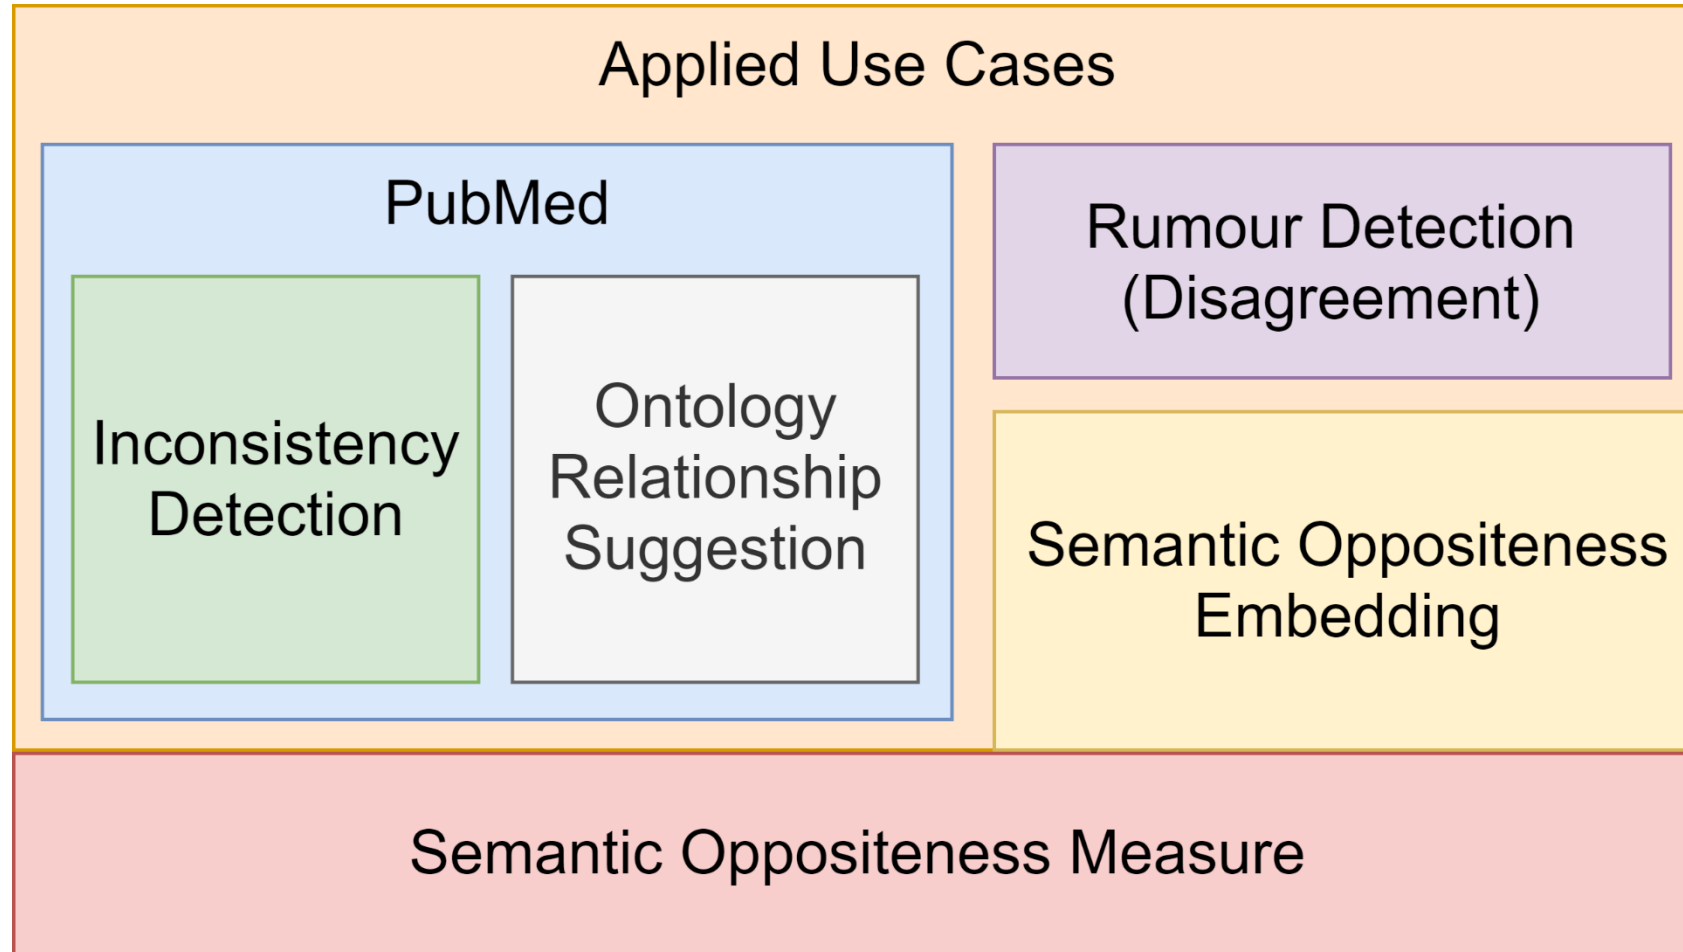 Applied Use Cases
PubMed
Inconsistency
Detection
Ontology
Relationship
Suggestion
Rumour Detection
(Disagreement)
Semantic Oppositeness
Embedding
Semantic Oppositeness Measure